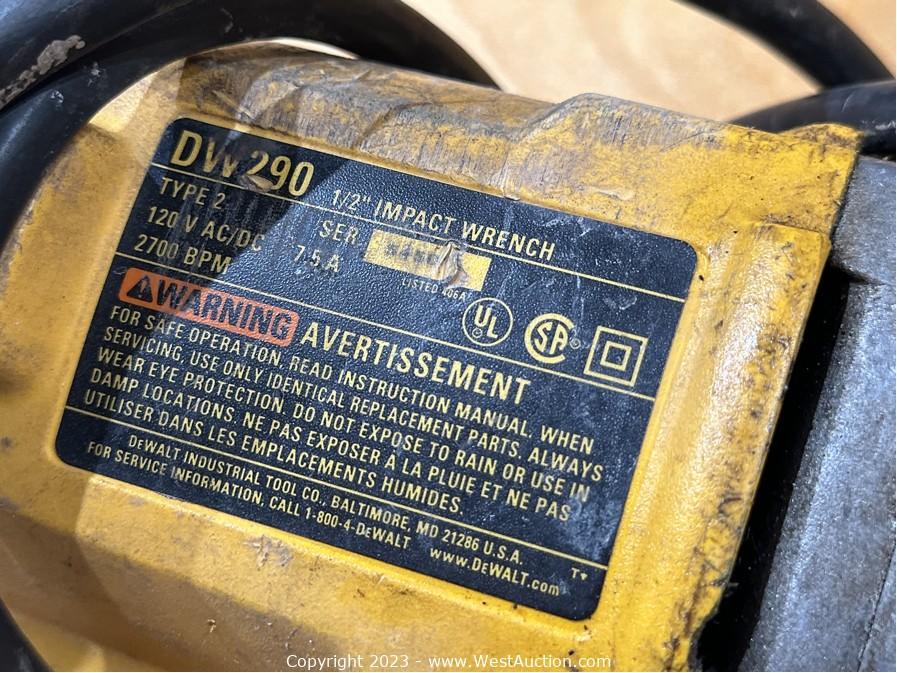 DW290 1/2" IMPACT WRENCH
TYPE 2 SER.
120 V AC/DC 7.5 A
2700 BPM LISTED
UL SA®
WARNING AVERTISSEMENT
FOR SAFE OPERATION, READ INSTRUCTION MANUAL. WHEN
SERVICING, USE ONLY IDENTICAL REPLACEMENT PARTS. ALWAYS
WEAR EYE PROTECTION. DO NOT EXPOSE TO RAIN OR USE IN
DAMP LOCATIONS. NE PAS EXPOSER À LA PLUIE ET NE PAS
UTILISER DANS LES EMPLACEMENTS HUMIDES.
DEWALT INDUSTRIAL TOOL CO., BALTIMORE, MD 21286 U.S.A.
FOR SERVICE INFORMATION, CALL 1-800-4-DEWALT www.DEWALT.com
Copyright 2023 - www.WestAuction.com